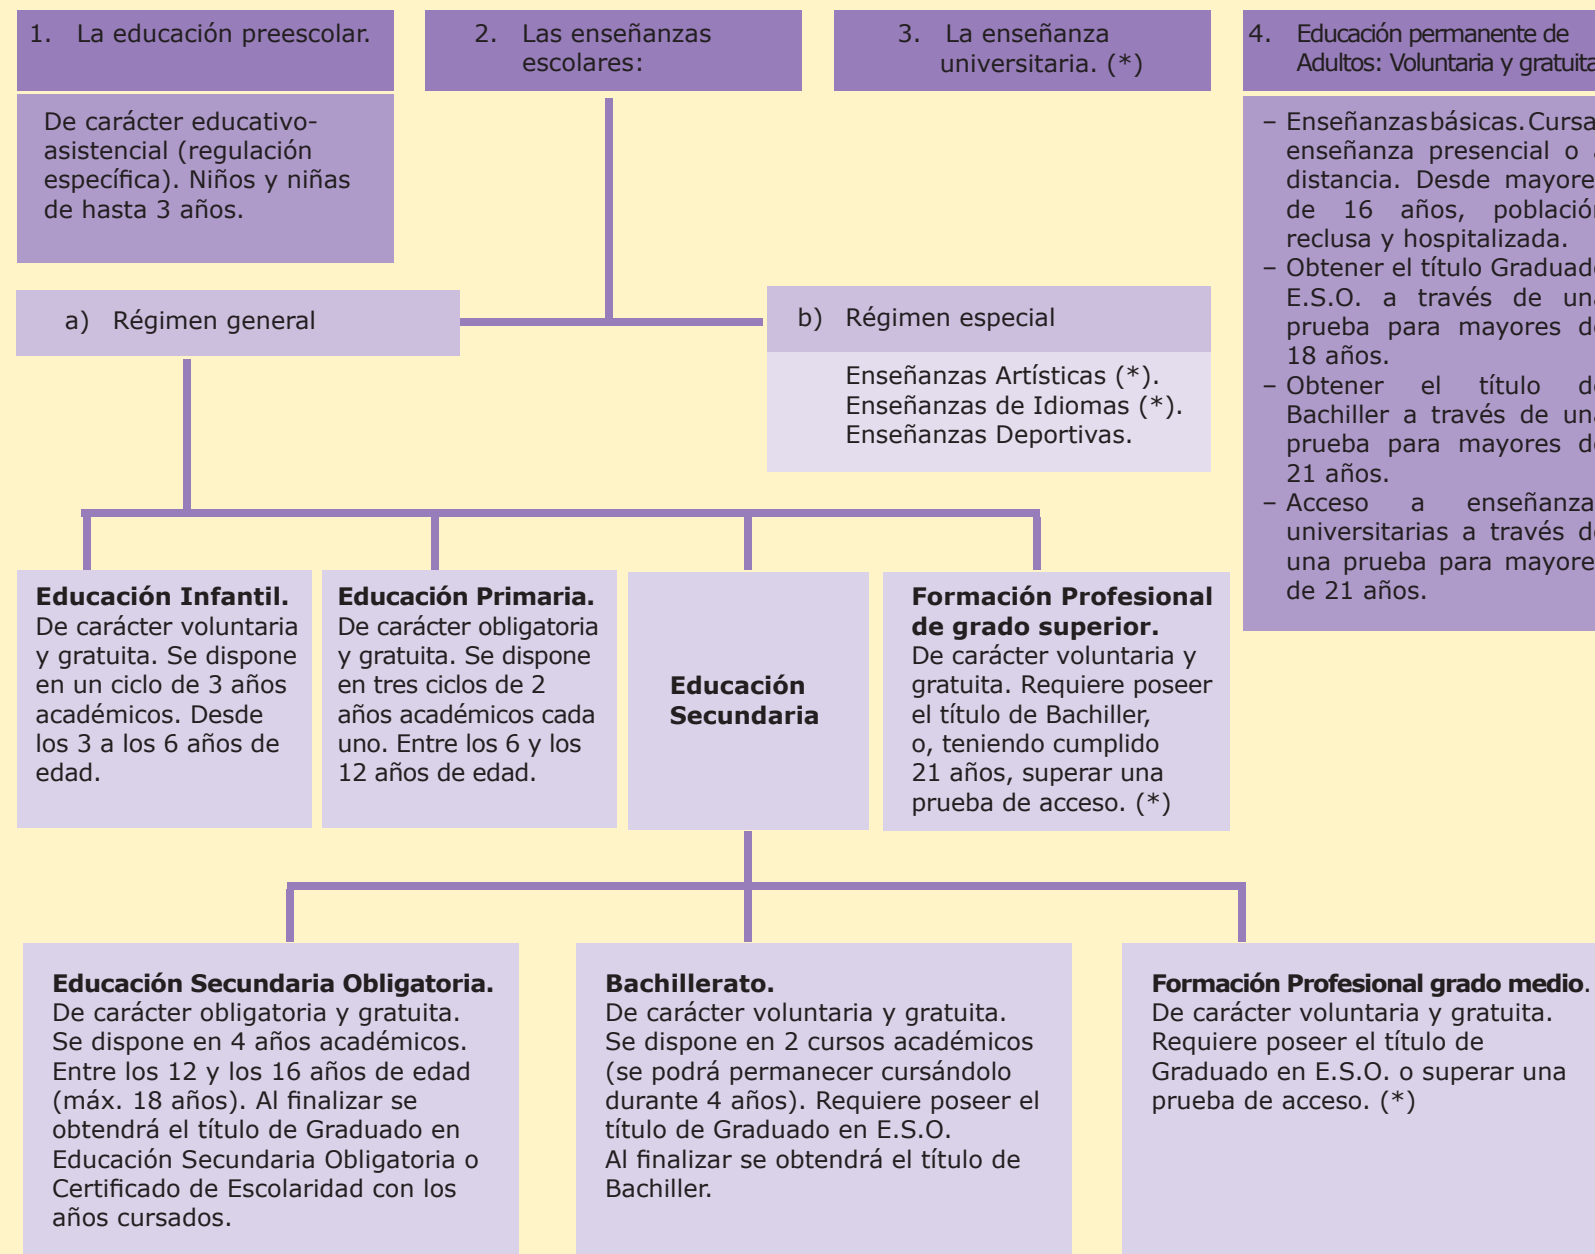 1. La educación preescolar.
De carácter educativo-
asistencial (regulación
específica). Niños y niñas
de hasta 3 años.
2. Las enseñanzas
escolares:
3. La enseñanza
universitaria. (*)
4. Educación permanente de
Adultos: Voluntaria y gratuita
– Enseñanzas básicas. Cursa
enseñanza presencial o a
distancia. Desde mayore
de 16 años, población
reclusa y hospitalizada.
– Obtener el título Graduado
E.S.O. a través de una
prueba para mayores de
18 años.
– Obtener el título de
Bachiller a través de una
prueba para mayores de
21 años.
– Acceso a enseñanza
universitarias a través de
una prueba para mayore
de 21 años.
a) Régimen general
b) Régimen especial
Enseñanzas Artísticas (*).
Enseñanzas de Idiomas (*).
Enseñanzas Deportivas.
Educación Infantil.
De carácter voluntaria
y gratuita. Se dispone
en un ciclo de 3 años
académicos. Desde
los 3 a los 6 años de
edad.
Educación Primaria.
De carácter obligatoria
y gratuita. Se dispone
en tres ciclos de 2
años académicos cada
uno. Entre los 6 y los
12 años de edad.
Educación
Secundaria
Formación Profesional
de grado superior.
De carácter voluntaria y
gratuita. Requiere poseer
el título de Bachiller,
o, teniendo cumplido
21 años, superar una
prueba de acceso. (*)
Educación Secundaria Obligatoria.
De carácter obligatoria y gratuita.
Se dispone en 4 años académicos.
Entre los 12 y los 16 años de edad
(máx. 18 años). Al finalizar se
obtendrá el título de Graduado en
Educación Secundaria Obligatoria o
Certificado de Escolaridad con los
años cursados.
Bachillerato.
De carácter voluntaria y gratuita.
Se dispone en 2 cursos académicos
(se podrá permanecer cursándolo
durante 4 años). Requiere poseer el
título de Graduado en E.S.O.
Al finalizar se obtendrá el título de
Bachiller.
Formación Profesional grado medio.
De carácter voluntaria y gratuita.
Requiere poseer el título de
Graduado en E.S.O. o superar una
prueba de acceso. (*)